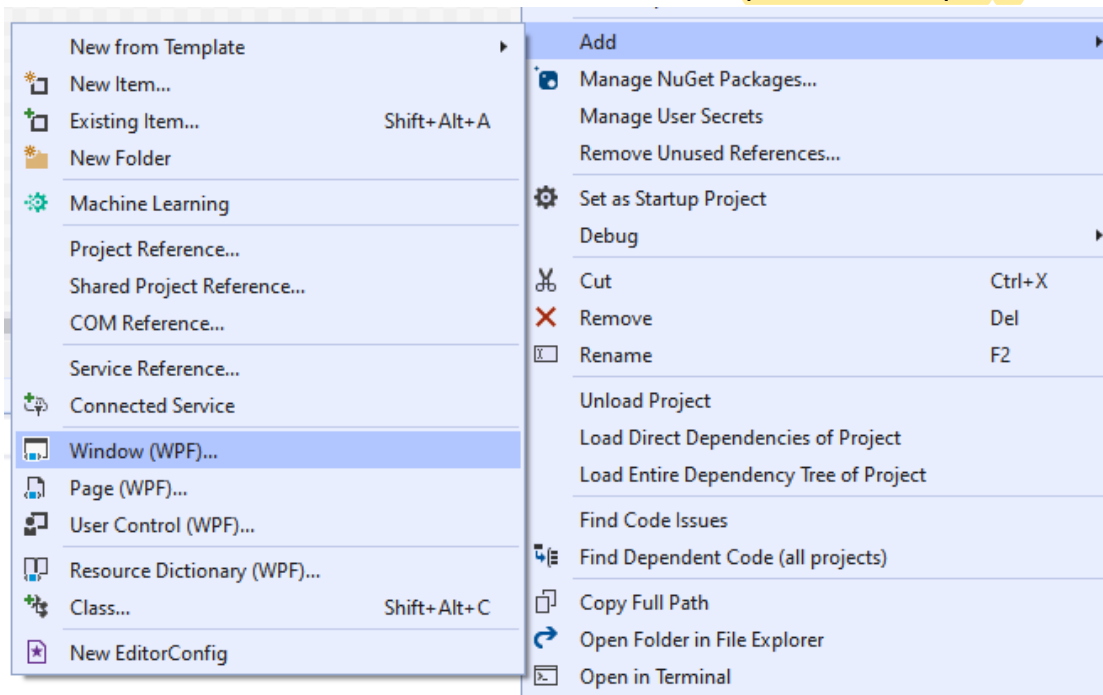 New from Template
New Item...
Existing Item... Shift+Alt+A
New Folder
Machine Learning
Project Reference...
Shared Project Reference...
COM Reference...
Service Reference...
Connected Service
Window (WPF)...
Page (WPF)...
User Control (WPF)...
Resource Dictionary (WPF)...
Class... Shift+Alt+C
New EditorConfig
Add
Manage NuGet Packages...
Manage User Secrets
Remove Unused References...
Set as Startup Project
Debug
Cut Ctrl+X
Remove Del
Rename F2
Unload Project
Load Direct Dependencies of Project
Load Entire Dependency Tree of Project
Find Code Issues
Find Dependent Code (all projects)
Copy Full Path
Open Folder in File Explorer
Open in Terminal